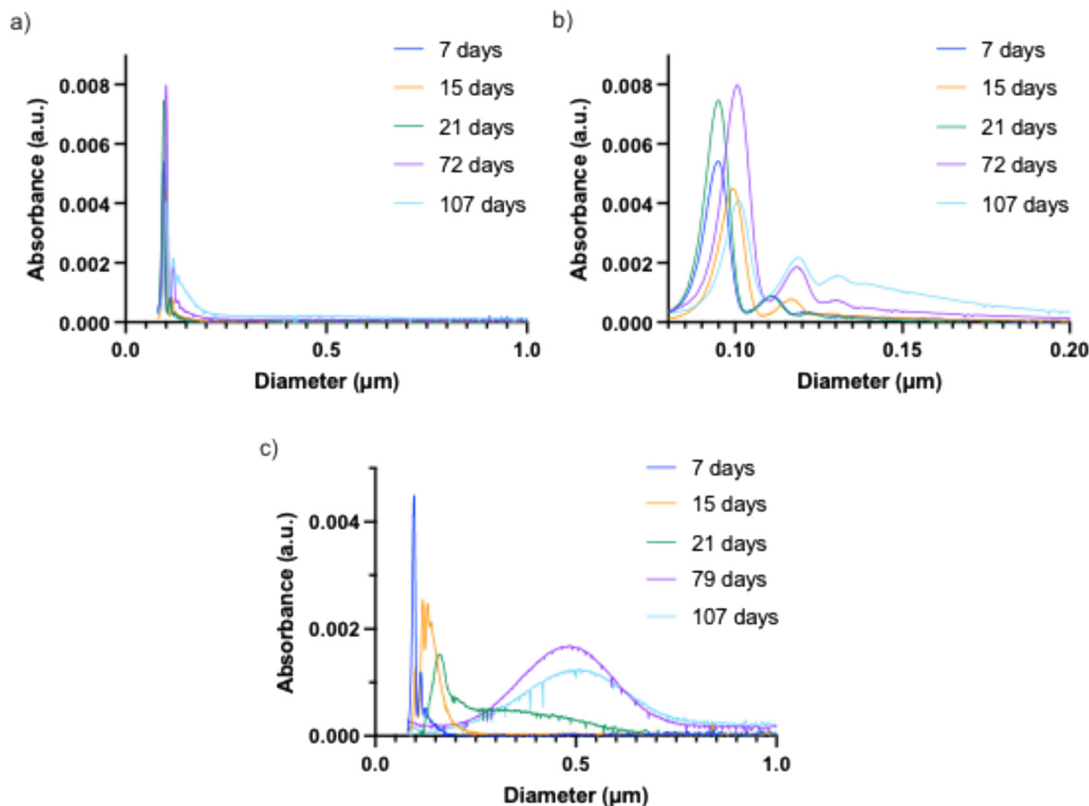 a)
7 days
15 days
21 days
72 days
107 days
Absorbance (a.u.)
0.008
0.006
0.004
0.002
0.000
0.0
0.5
1.0
Diameter (µm)
b)
7 days
15 days
21 days
72 days
107 days
Absorbance (a.u.)
0.008
0.006
0.004
0.002
0.000
0.10
0.15
0.20
Diameter (µm)
c)
7 days
15 days
21 days
79 days
107 days
Absorbance (a.u.)
0.004
0.002
0.000
0.0
0.5
1.0
Diameter (µm)